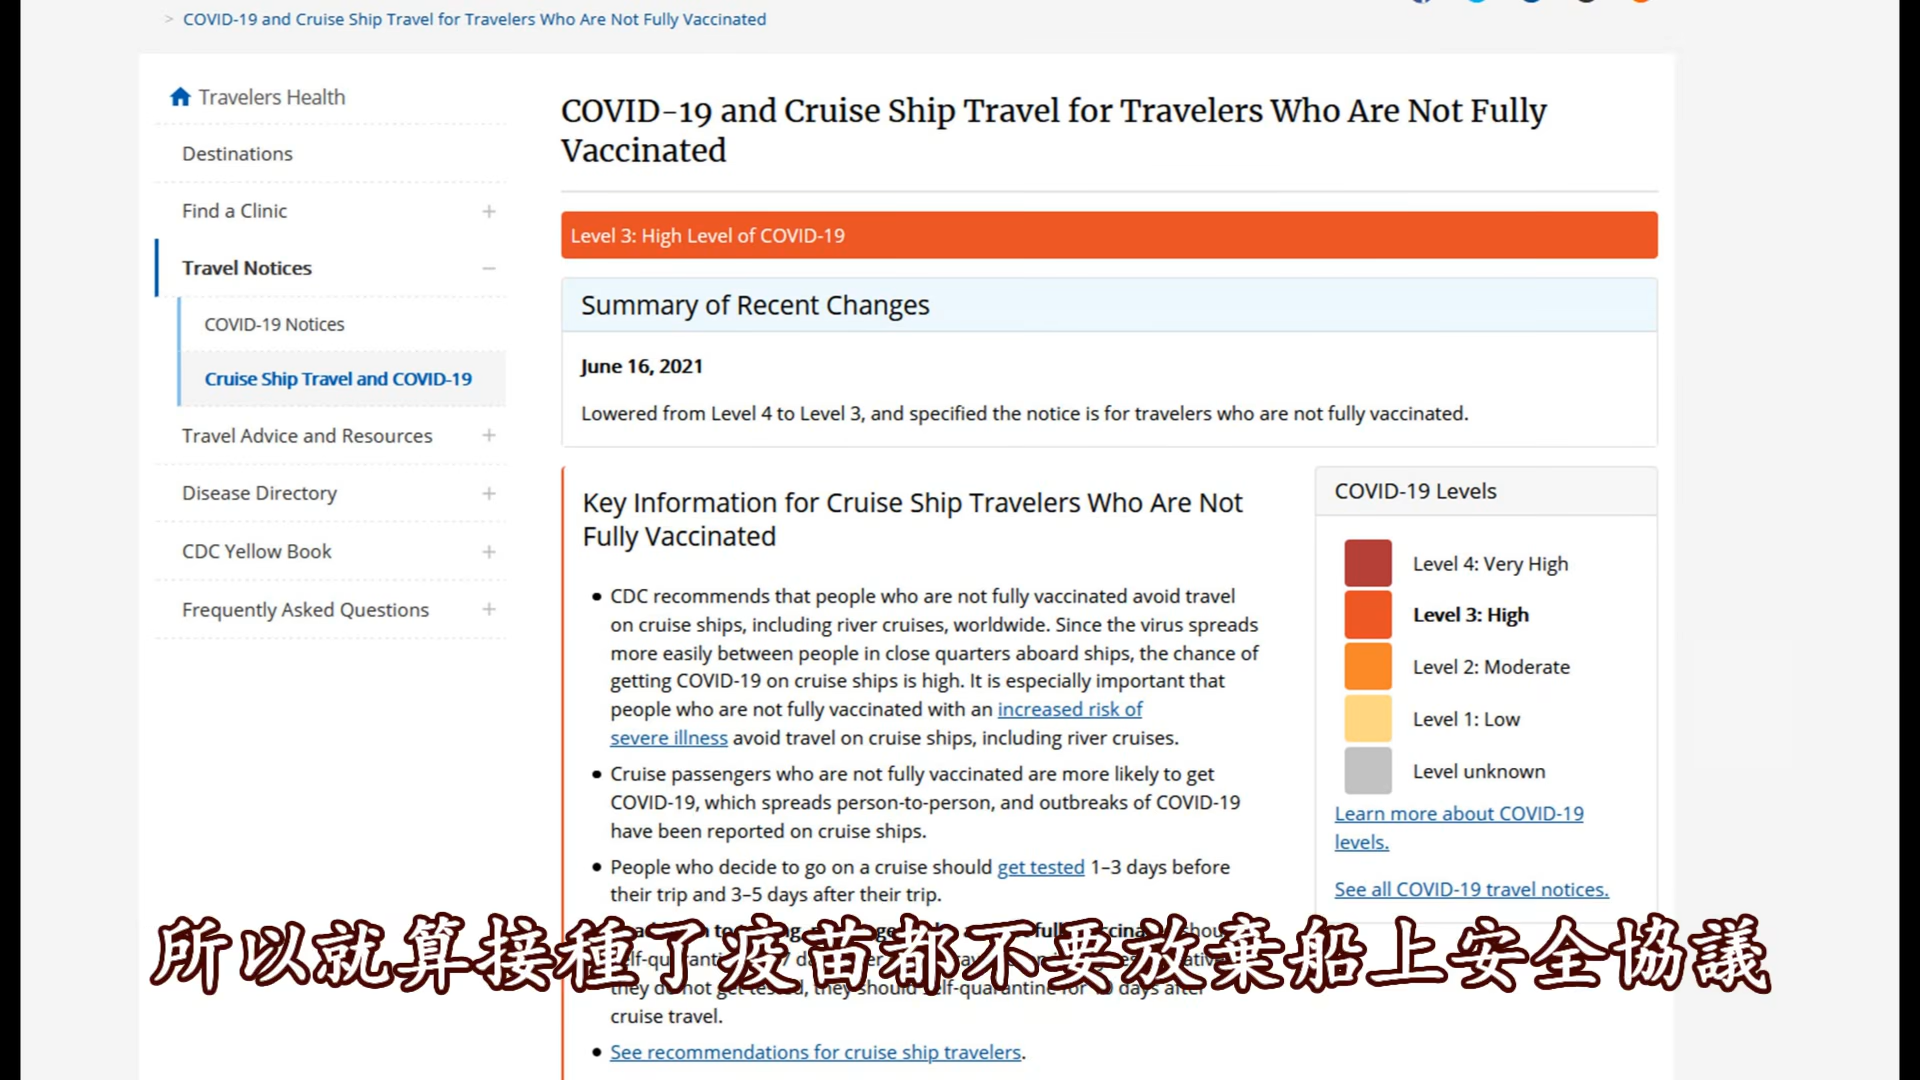 > COVID-19 and Cruise Ship Travel for Travelers Who Are Not Fully Vaccinated
Travelers Health
Destinations
Find a Clinic +
Travel Notices −
COVID-19 Notices
Cruise Ship Travel and COVID-19
Travel Advice and Resources +
Disease Directory +
CDC Yellow Book +
Frequently Asked Questions +
COVID-19 and Cruise Ship Travel for Travelers Who Are Not Fully
Vaccinated
Level 3: High Level of COVID-19
Summary of Recent Changes
June 16, 2021
Lowered from Level 4 to Level 3, and specified the notice is for travelers who are not fully vaccinated.
Key Information for Cruise Ship Travelers Who Are Not
Fully Vaccinated
• CDC recommends that people who are not fully vaccinated avoid travel
on cruise ships, including river cruises, worldwide. Since the virus spreads
more easily between people in close quarters aboard ships, the chance of
getting COVID-19 on cruise ships is high. It is especially important that
people who are not fully vaccinated with an increased risk of
severe illness avoid travel on cruise ships, including river cruises.
• Cruise passengers who are not fully vaccinated are more likely to get
COVID-19, which spreads person-to-person, and outbreaks of COVID-19
have been reported on cruise ships.
• People who decide to go on a cruise should get tested 1–3 days before
their trip and 3–5 days after their trip.
they do not get tested, they should self-quarantine for 10 days after
cruise travel.
• See recommendations for cruise ship travelers.
COVID-19 Levels
Level 4: Very High
Level 3: High
Level 2: Moderate
Level 1: Low
Level unknown
Learn more about COVID-19
levels.
See all COVID-19 travel notices.
所以就算接種了疫苗都不要放棄船上安全協議